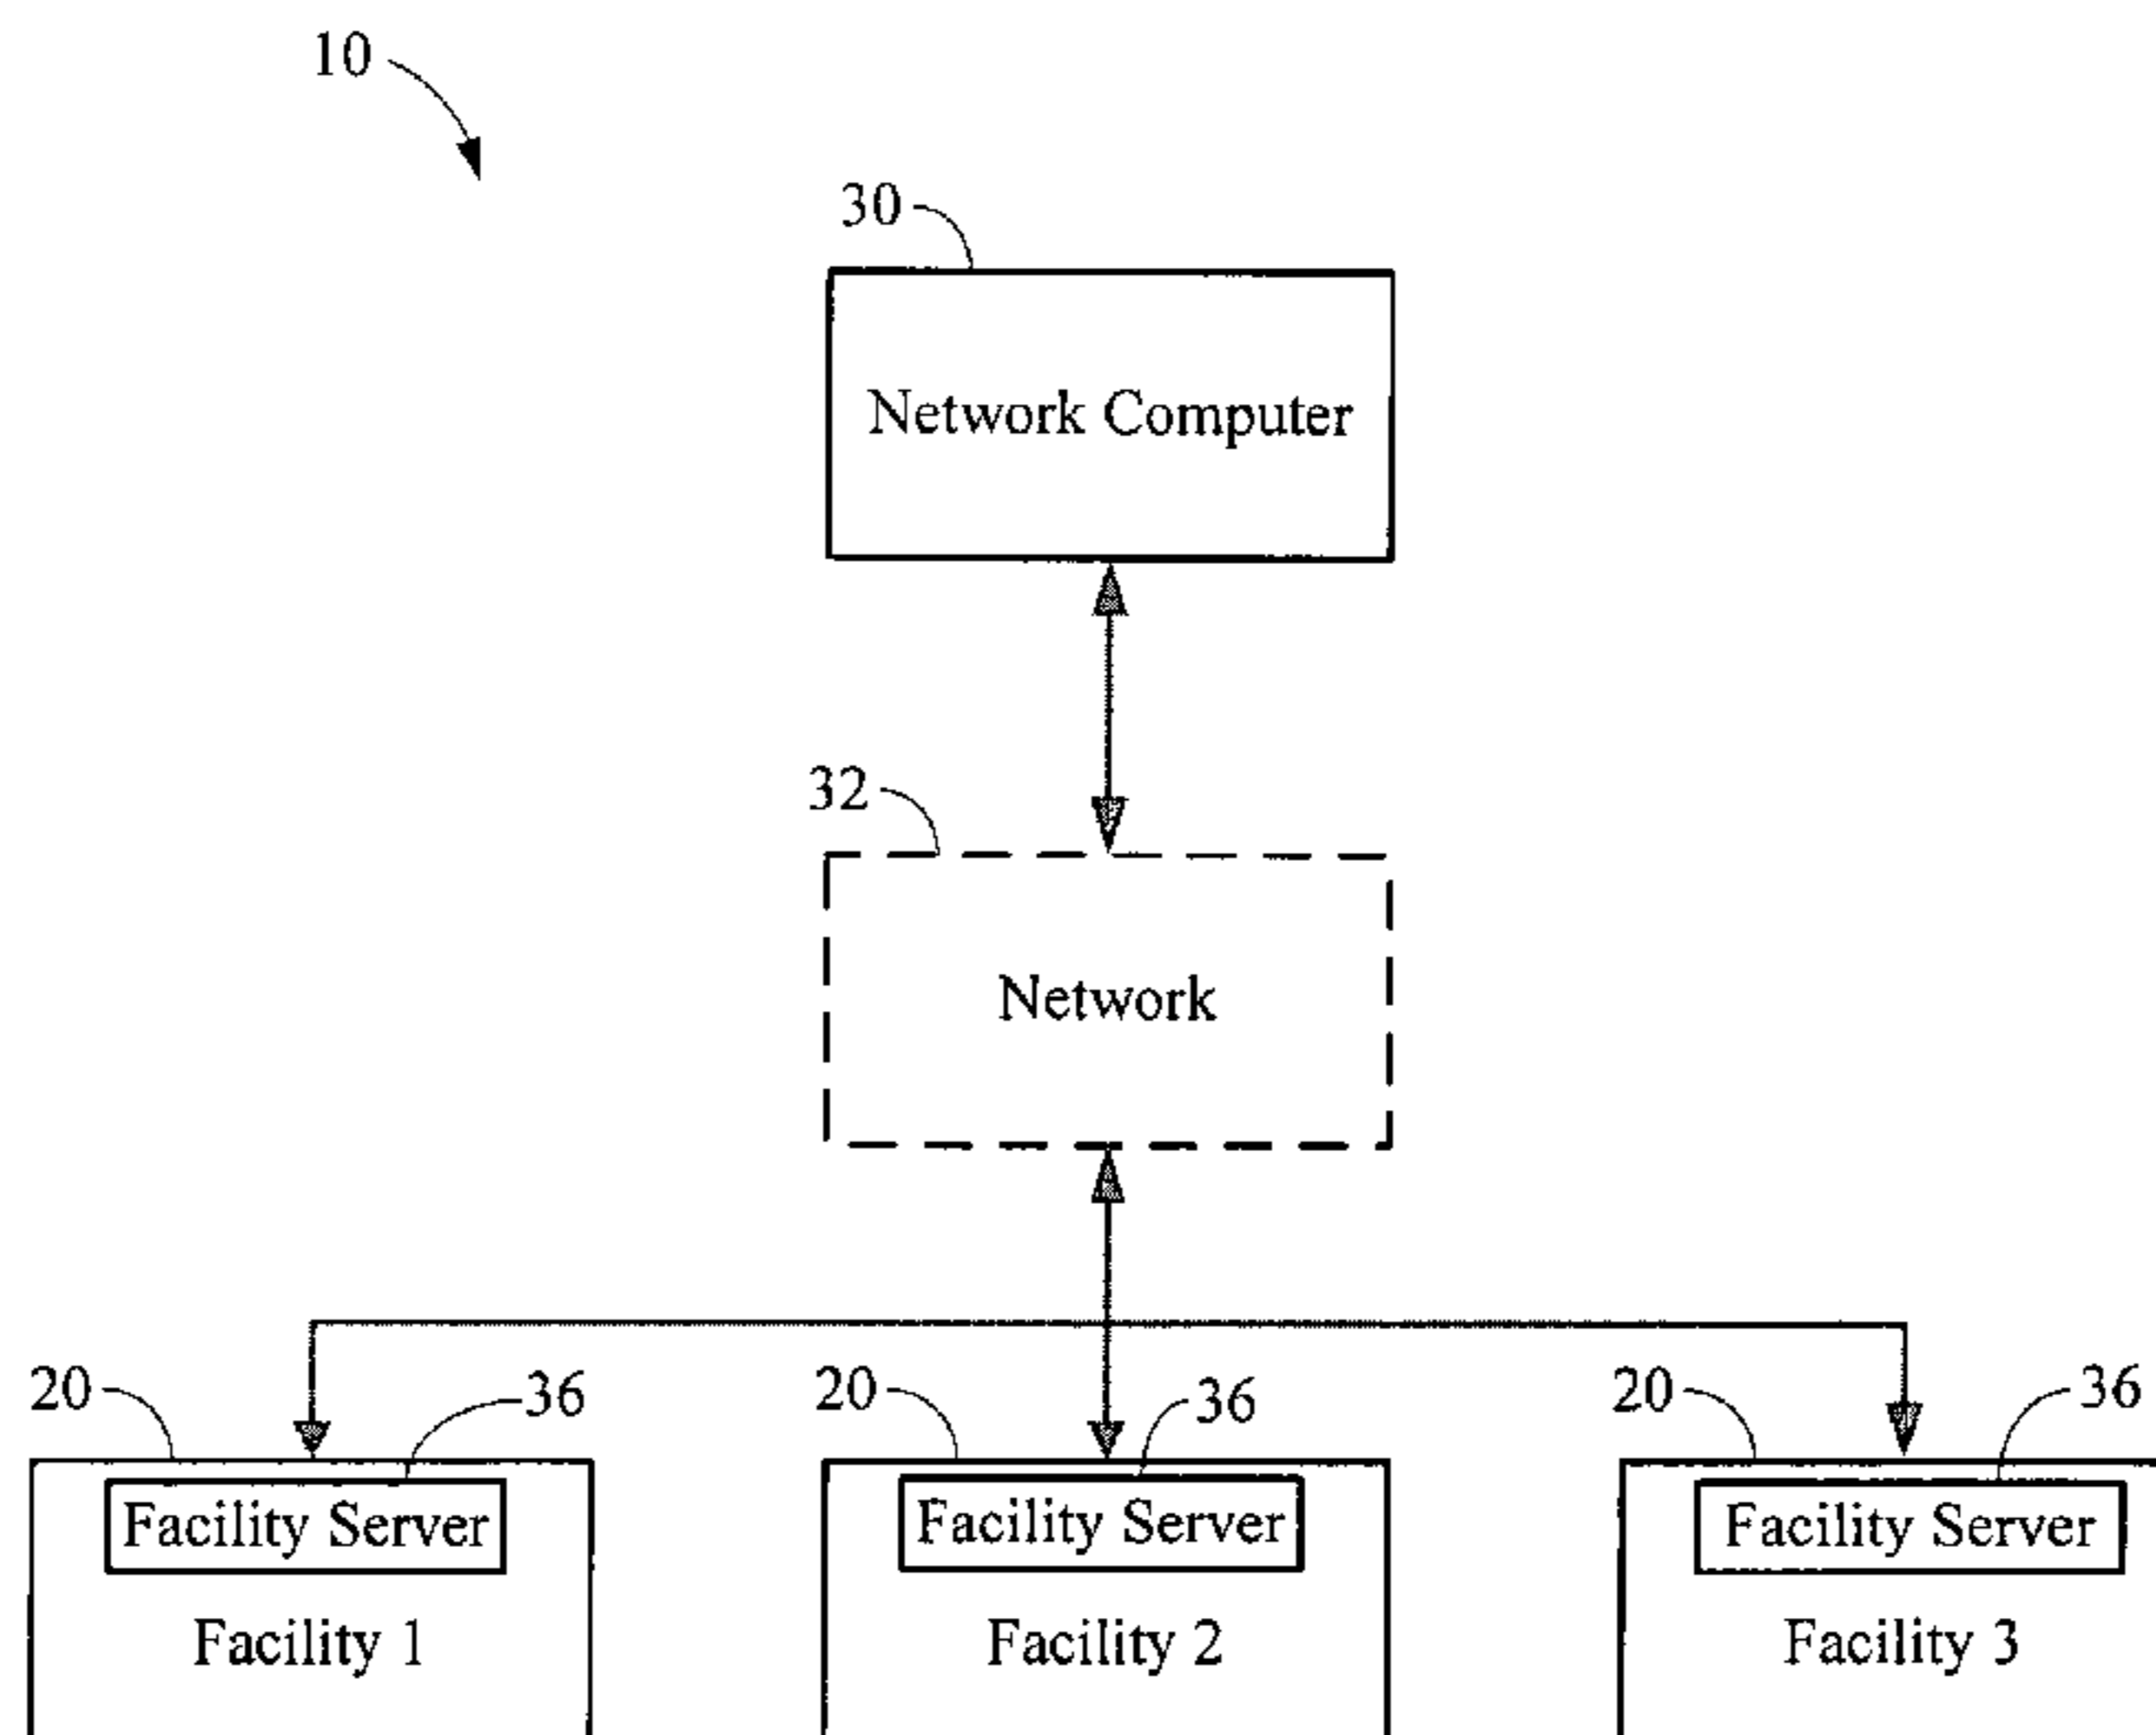 10
30
Network Computer
32
Network
20 36 20 36 20 36
Facility Server Facility Server Facility Server
Facility 1 Facility 2 Facility 3